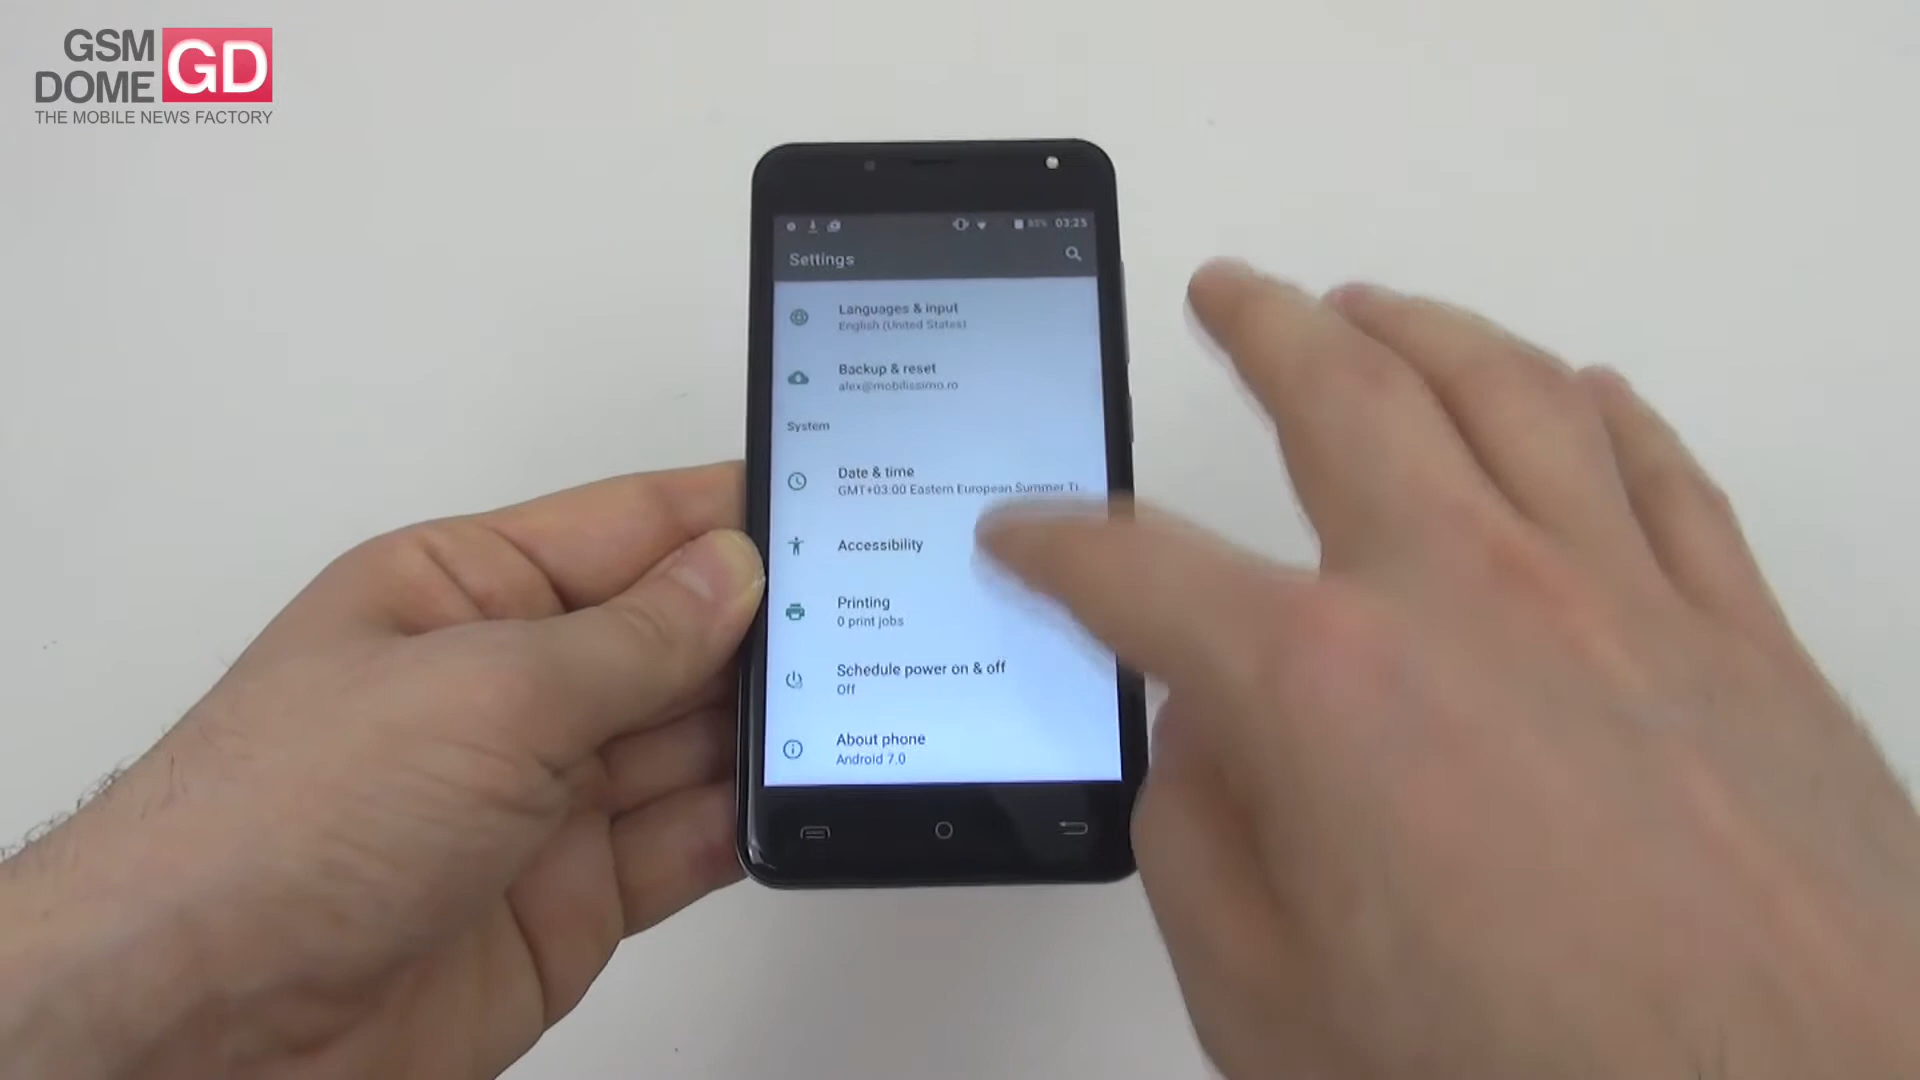 GSM
DOME
GD
THE MOBILE NEWS FACTORY
03:25
Settings
Languages & input
English (United States)
Backup & reset
alex@mobilissimo.ro
System
Date & time
GMT+03:00 Eastern European Summer Ti
Accessibility
Printing
0 print jobs
Schedule power on & off
Off
About phone
Android 7.0